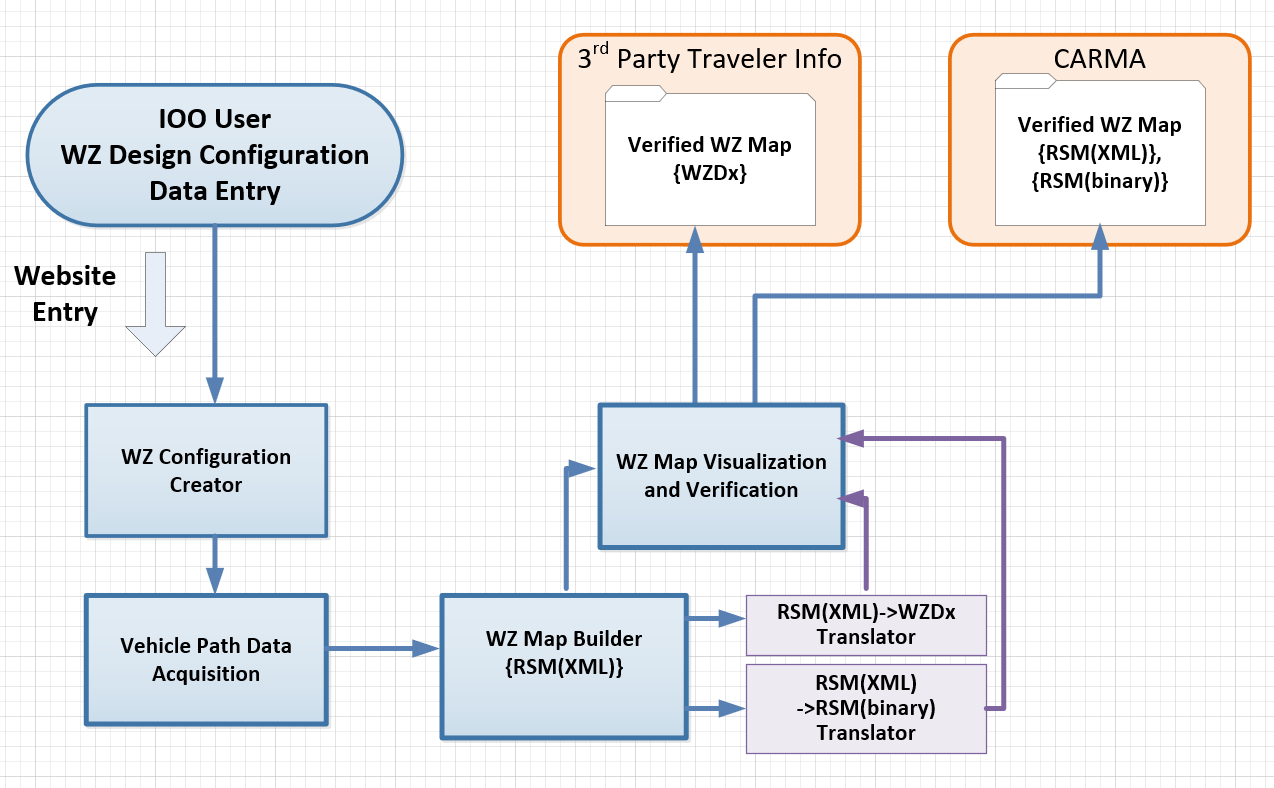 3rd Party Traveler Info
Verified WZ Map
{WZDx}
CARMA
Verified WZ Map
{RSM(XML)},
{RSM(binary)}
IOO User
WZ Design Configuration
Data Entry
Website
Entry
WZ Configuration
Creator
WZ Map Visualization
and Verification
Vehicle Path Data
Acquisition
WZ Map Builder
{RSM(XML)}
RSM(XML)->WZDx
Translator
RSM(XML)
->RSM(binary)
Translator